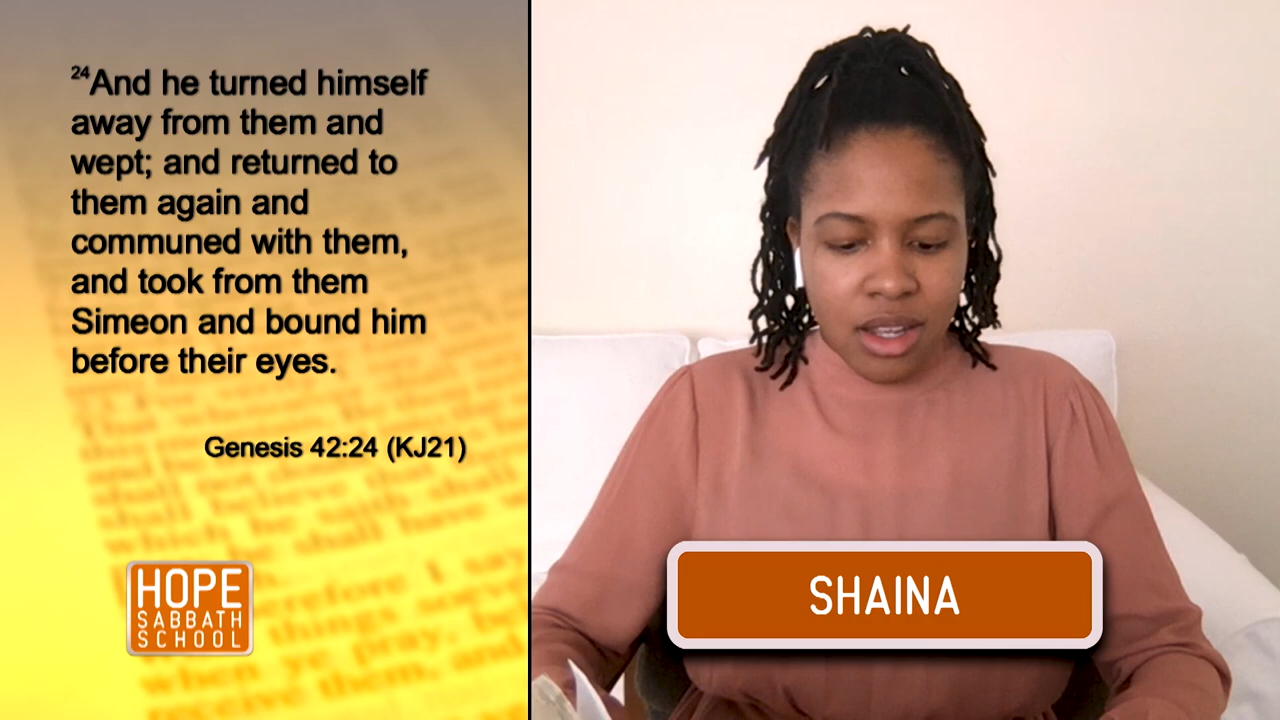 24And he turned himself
away from them and
wept; and returned to
them again and
communed with them,
and took from them
Simeon and bound him
before their eyes.
Genesis 42:24 (KJ21)
HOPE
SABBATH
SCHOOL
SHAINA